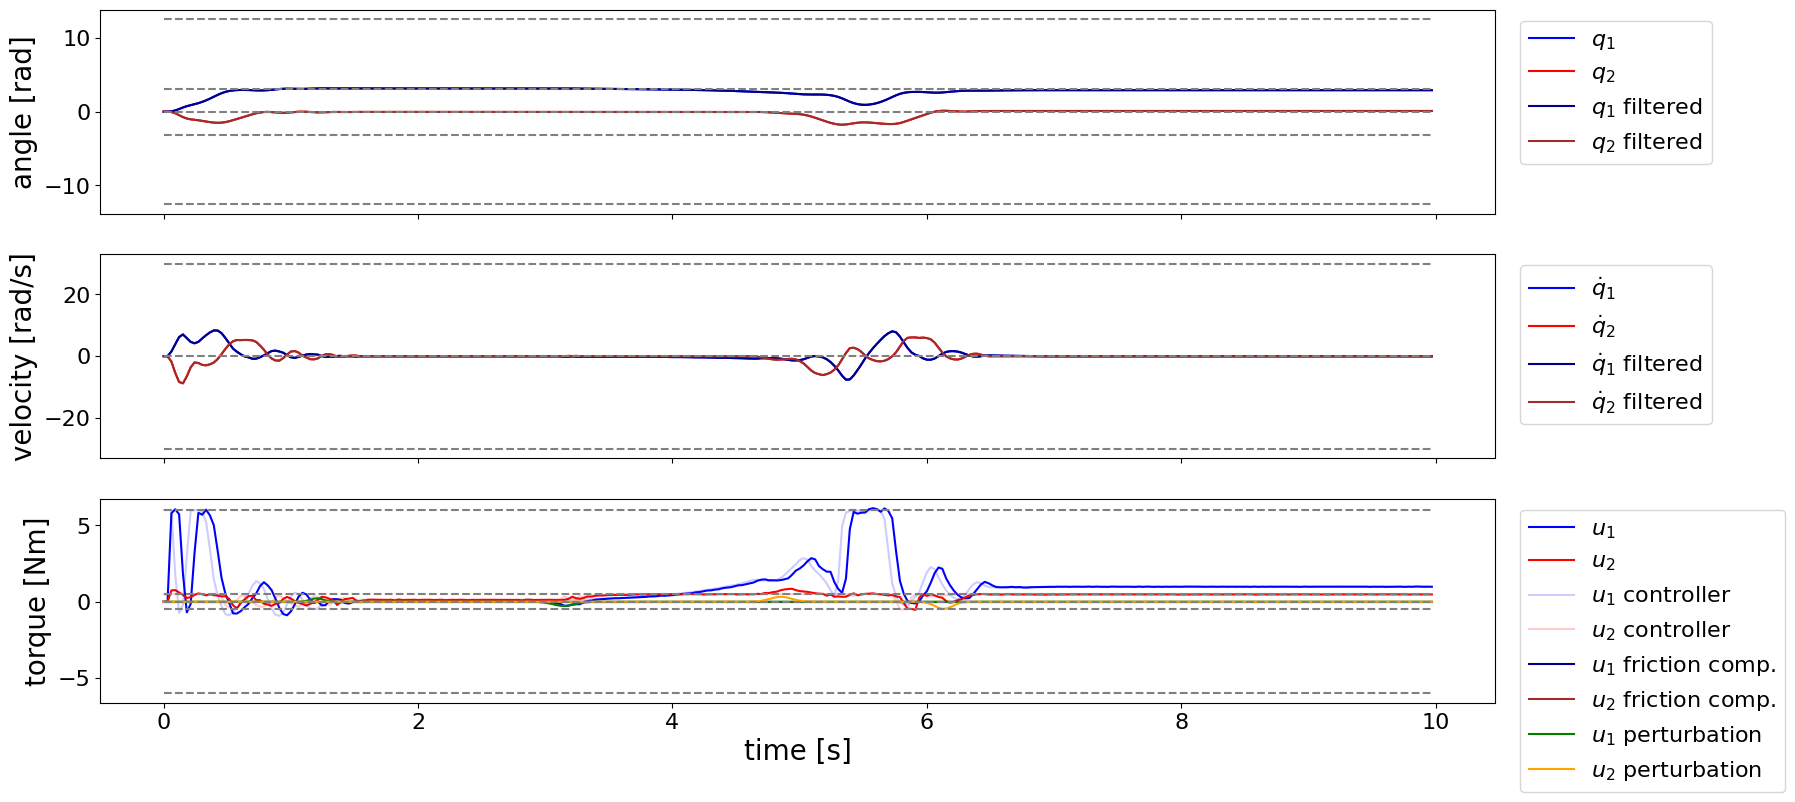 angle [rad]
10
0
−10
q₁
q₂
q₁ filtered
q₂ filtered
velocity [rad/s]
20
0
−20
q̇₁
q̇₂
q̇₁ filtered
q̇₂ filtered
torque [Nm]
5
0
−5
0 2 4 6 8 10
time [s]
u₁
u₂
u₁ controller
u₂ controller
u₁ friction comp.
u₂ friction comp.
u₁ perturbation
u₂ perturbation